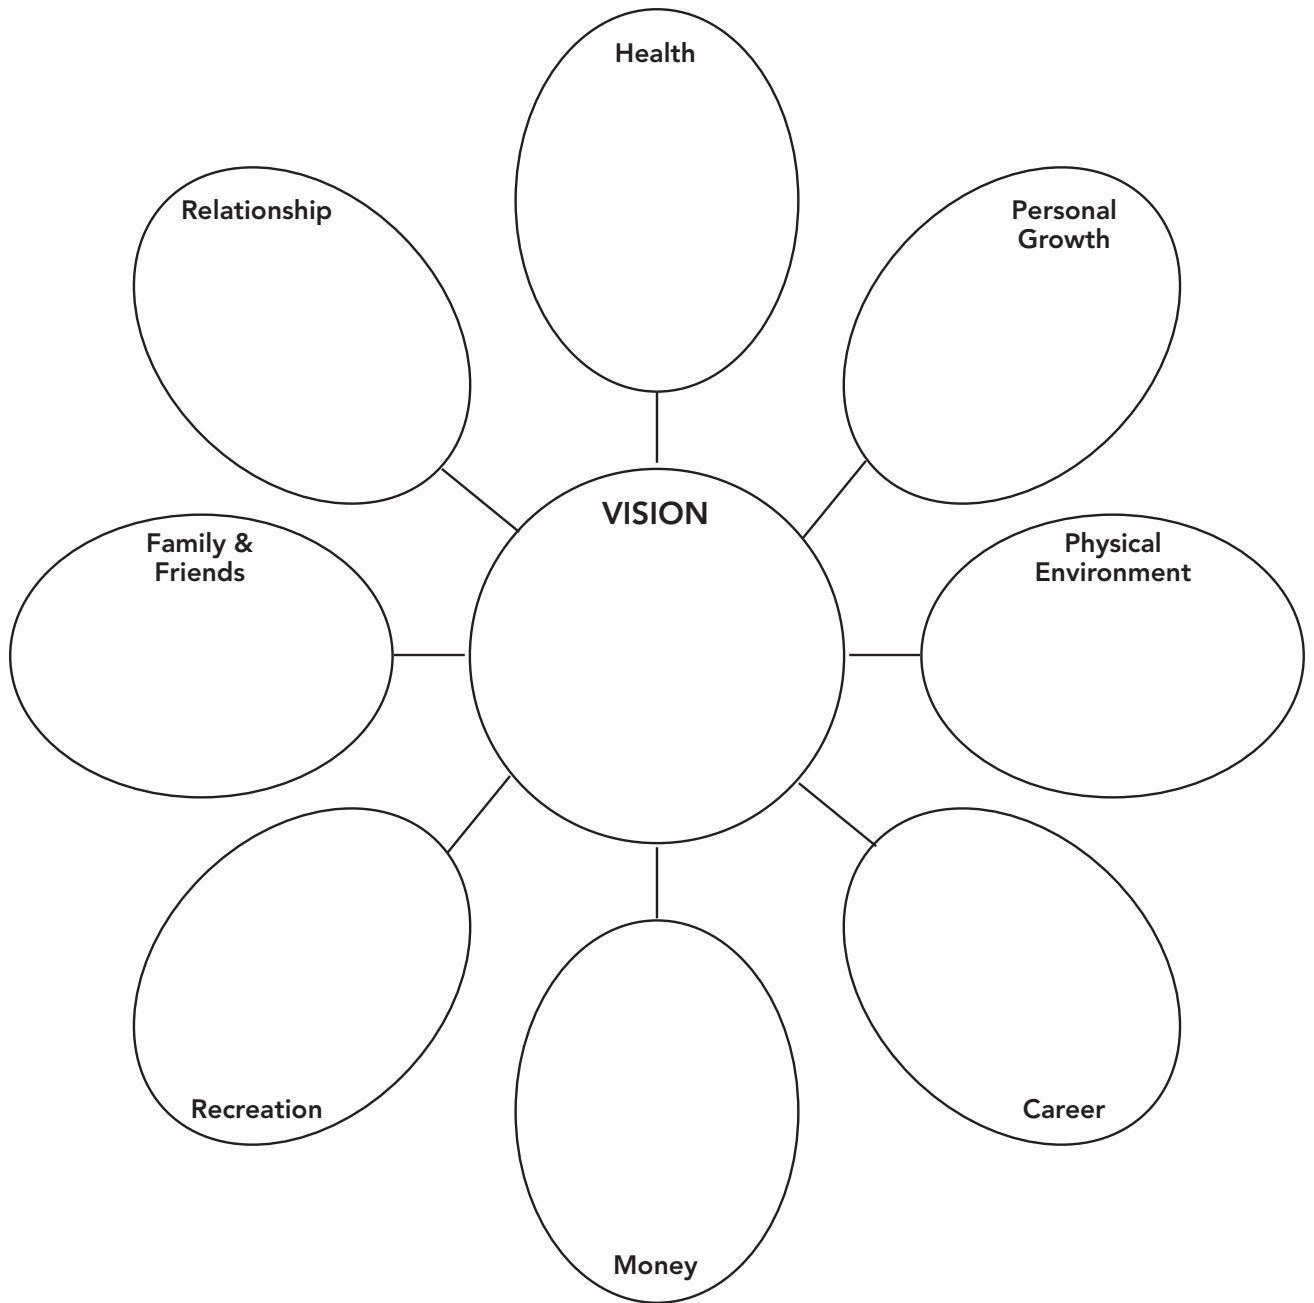 Health
Relationship
Personal
Growth
VISION
Family &
Friends
Physical
Environment
Recreation
Career
Money